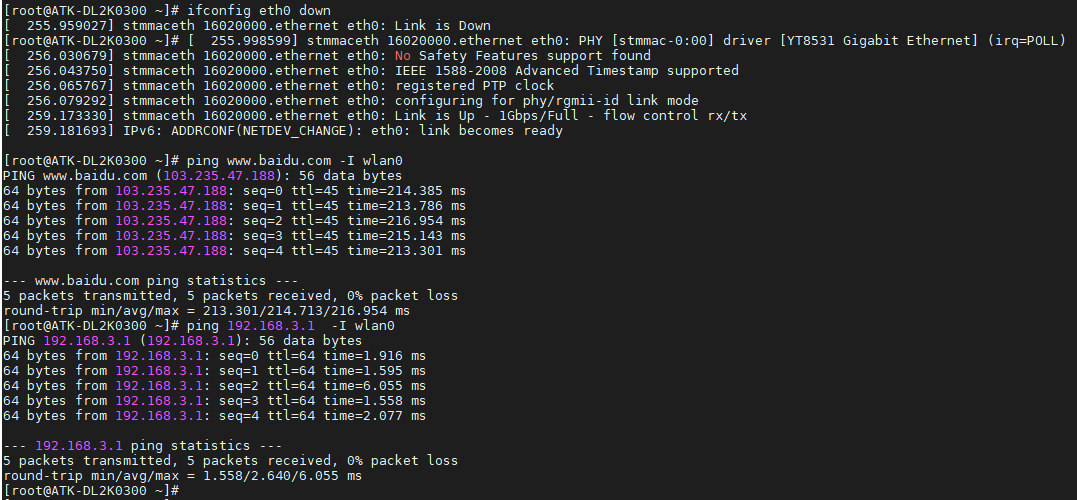 [root@ATK-DL2K0300 ~]# ifconfig eth0 down
[  255.959027] stmmaceth 16020000.ethernet eth0: Link is Down
[root@ATK-DL2K0300 ~]# [  255.998599] stmmaceth 16020000.ethernet eth0: PHY [stmmac-0:00] driver [YT8531 Gigabit Ethernet] (irq=POLL)
[  256.030679] stmmaceth 16020000.ethernet eth0: No Safety Features support found
[  256.043750] stmmaceth 16020000.ethernet eth0: IEEE 1588-2008 Advanced Timestamp supported
[  256.065767] stmmaceth 16020000.ethernet eth0: registered PTP clock
[  256.079292] stmmaceth 16020000.ethernet eth0: configuring for phy/rgmii-id link mode
[  259.173330] stmmaceth 16020000.ethernet eth0: Link is Up - 1Gbps/Full - flow control rx/tx
[  259.181693] IPv6: ADDRCONF(NETDEV_CHANGE): eth0: link becomes ready
[root@ATK-DL2K0300 ~]# ping www.baidu.com -I wlan0
PING www.baidu.com (103.235.47.188): 56 data bytes
64 bytes from 103.235.47.188: seq=0 ttl=45 time=214.385 ms
64 bytes from 103.235.47.188: seq=1 ttl=45 time=213.786 ms
64 bytes from 103.235.47.188: seq=2 ttl=45 time=216.954 ms
64 bytes from 103.235.47.188: seq=3 ttl=45 time=215.143 ms
64 bytes from 103.235.47.188: seq=4 ttl=45 time=213.301 ms
--- www.baidu.com ping statistics ---
5 packets transmitted, 5 packets received, 0% packet loss
round-trip min/avg/max = 213.301/214.713/216.954 ms
[root@ATK-DL2K0300 ~]# ping 192.168.3.1  -I wlan0
PING 192.168.3.1 (192.168.3.1): 56 data bytes
64 bytes from 192.168.3.1: seq=0 ttl=64 time=1.916 ms
64 bytes from 192.168.3.1: seq=1 ttl=64 time=1.595 ms
64 bytes from 192.168.3.1: seq=2 ttl=64 time=6.055 ms
64 bytes from 192.168.3.1: seq=3 ttl=64 time=1.558 ms
64 bytes from 192.168.3.1: seq=4 ttl=64 time=2.077 ms
--- 192.168.3.1 ping statistics ---
5 packets transmitted, 5 packets received, 0% packet loss
round-trip min/avg/max = 1.558/2.640/6.055 ms
[root@ATK-DL2K0300 ~]#